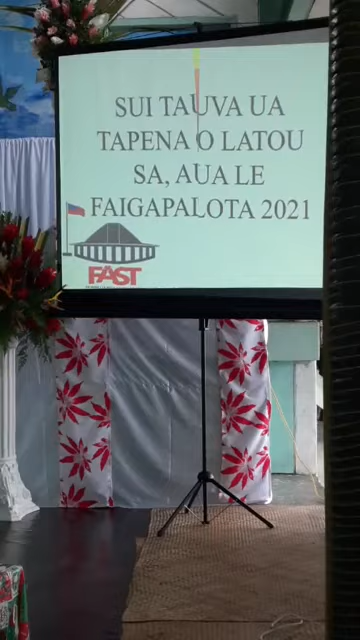 SUI TAUVA UA
TAPENA O LATOU
SA, AUA LE
FAIGAPALOTA 2021
FAST